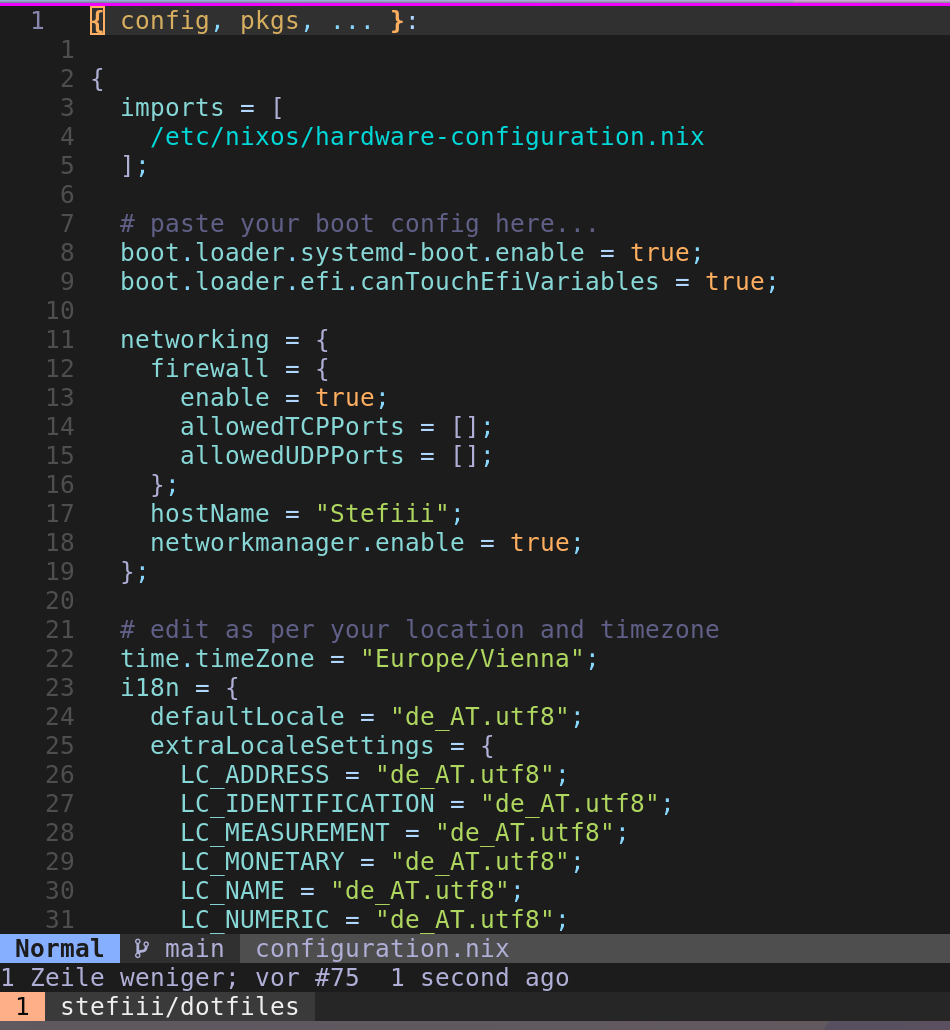 1 { config, pkgs, ... }:
1
2 {
3 imports = [
4 /etc/nixos/hardware-configuration.nix
5 ];
6
7 # paste your boot config here...
8 boot.loader.systemd-boot.enable = true;
9 boot.loader.efi.canTouchEfiVariables = true;
10
11 networking = {
12 firewall = {
13 enable = true;
14 allowedTCPPorts = [];
15 allowedUDPPorts = [];
16 };
17 hostName = "Stefiii";
18 networkmanager.enable = true;
19 };
20
21 # edit as per your location and timezone
22 time.timeZone = "Europe/Vienna";
23 i18n = {
24 defaultLocale = "de_AT.utf8";
25 extraLocaleSettings = {
26 LC_ADDRESS = "de_AT.utf8";
27 LC_IDENTIFICATION = "de_AT.utf8";
28 LC_MEASUREMENT = "de_AT.utf8";
29 LC_MONETARY = "de_AT.utf8";
30 LC_NAME = "de_AT.utf8";
31 LC_NUMERIC = "de_AT.utf8";
Normal main configuration.nix
1 Zeile weniger; vor #75 1 second ago
1 stefiii/dotfiles